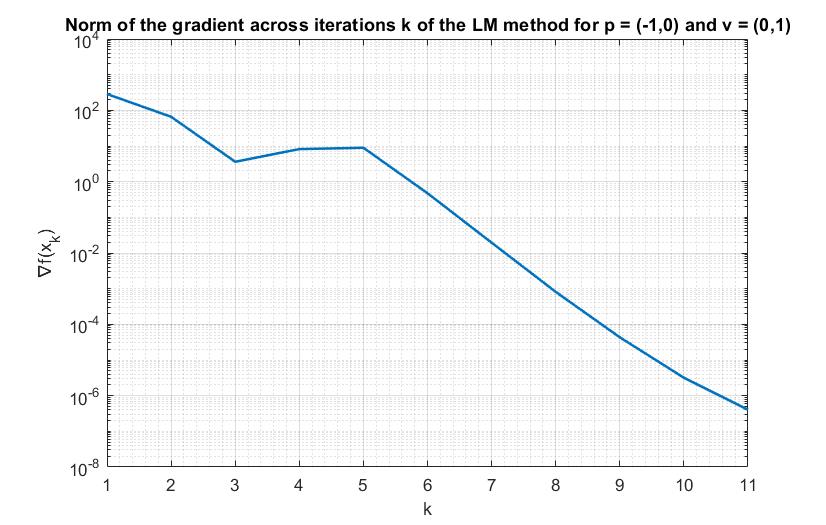 Norm of the gradient across iterations k of the LM method for p = (-1,0) and v = (0,1)
10^4
10^2
10^0
10^-2
10^-4
10^-6
10^-8
∇f(x_k)
1 2 3 4 5 6 7 8 9 10 11
k